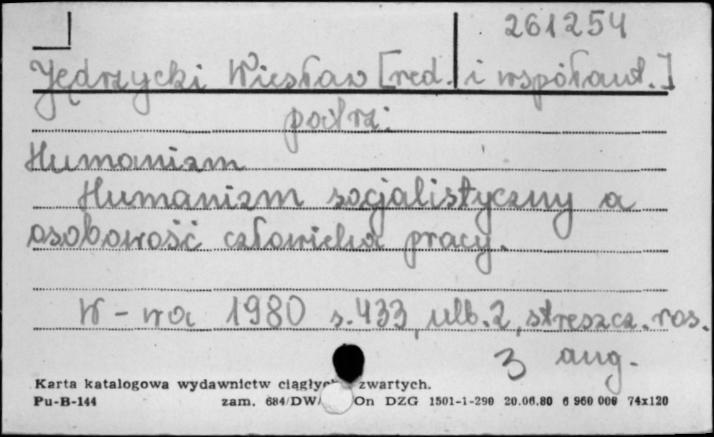 261254
Jędrzycki Wiesław [red. i współaut.]
patrz:
Humanizm
Humanizm socjalistyczny a
osobowość człowieka pracy.
W-wa 1980 s. 433, ulb. 2, streszcz. ros.
3 ang.
Karta katalogowa wydawnictw ciągłych zwartych.
Pu-B-144 zam. 684/DW/ On DZG 1501-1-290 20.06.80 6 960 000 74x120